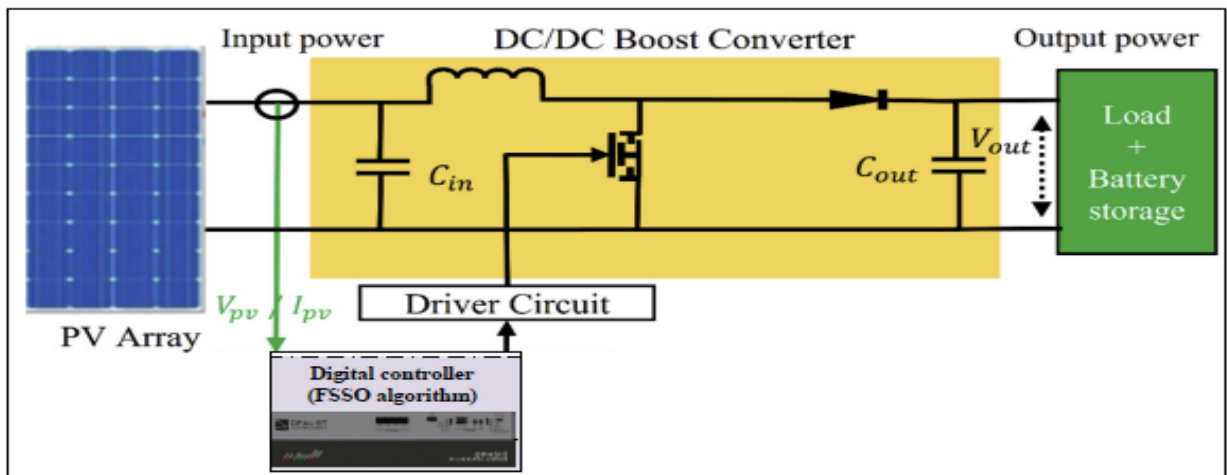 Input power
DC/DC Boost Converter
Output power
C_in
C_out
V_out
Load
+
Battery
storage
V_pv / I_pv
Driver Circuit
PV Array
Digital controller
(FSSO algorithm)